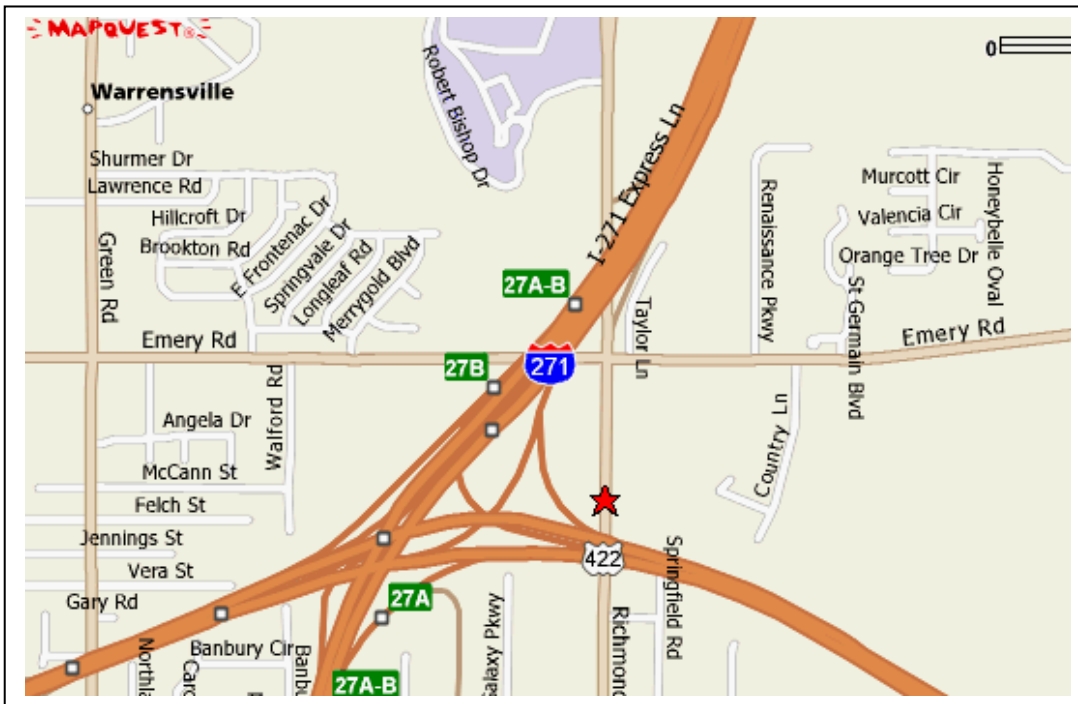 MAPQUEST
0
Warrensville
Robert Bishop Dr
I-271 Express Ln
Shurmer Dr
Lawrence Rd
Hillcroft Dr
Brookton Rd
E Frontenac Dr
Springvale Dr
Longleaf Rd
Merrygold Blvd
Green Rd
Emery Rd
27A-B
27B
271
Taylor Ln
Renaissance Pkwy
Murcott Cir
Valencia Cir
Orange Tree Dr
Honeybelle Oval
St Germain Blvd
Emery Rd
Walford Rd
Angela Dr
McCann St
Felch St
Jennings St
Vera St
Gary Rd
Country Ln
422
Springfield Rd
Richmond
27A
Galaxy Pkwy
Banbury Cir
27A-B